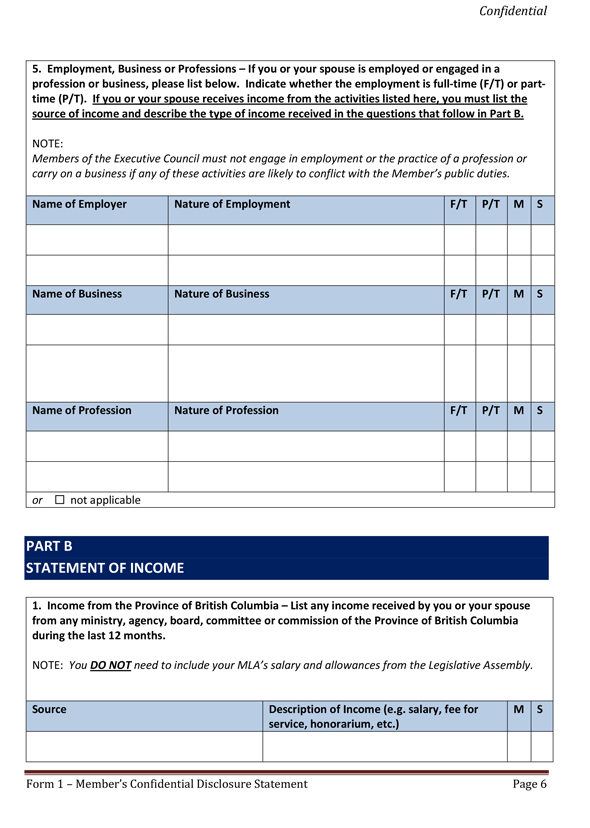 Confidential
5. Employment, Business or Professions – If you or your spouse is employed or engaged in a
profession or business, please list below. Indicate whether the employment is full-time (F/T) or part-
time (P/T). If you or your spouse receives income from the activities listed here, you must list the
source of income and describe the type of income received in the questions that follow in Part B.
NOTE:
Members of the Executive Council must not engage in employment or the practice of a profession or
carry on a business if any of these activities are likely to conflict with the Member's public duties.
Name of Employer Nature of Employment F/T P/T M S
Name of Business Nature of Business F/T P/T M S
Name of Profession Nature of Profession F/T P/T M S
or ☐ not applicable
PART B
STATEMENT OF INCOME
1. Income from the Province of British Columbia – List any income received by you or your spouse
from any ministry, agency, board, committee or commission of the Province of British Columbia
during the last 12 months.
NOTE: You DO NOT need to include your MLA's salary and allowances from the Legislative Assembly.
Source Description of Income (e.g. salary, fee for M S
service, honorarium, etc.)
Form 1 – Member's Confidential Disclosure Statement Page 6